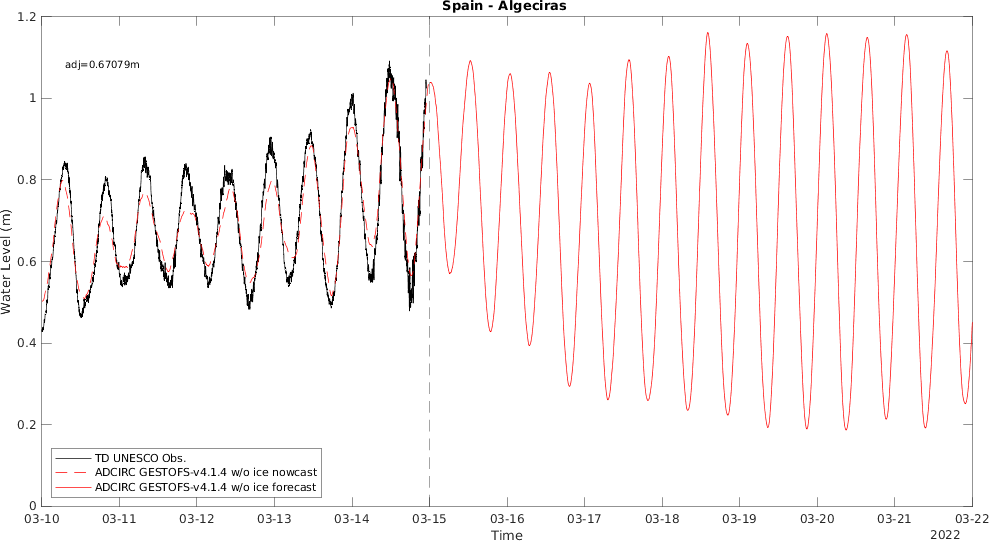 Spain - Algeciras
adj=0.67079m
Water Level (m)
1.2
1
0.8
0.6
0.4
0.2
0
TD UNESCO Obs.
ADCIRC GESTOFS-v4.1.4 w/o ice nowcast
ADCIRC GESTOFS-v4.1.4 w/o ice forecast
03-10 03-11 03-12 03-13 03-14 03-15 03-16 03-17 03-18 03-19 03-20 03-21 03-22
Time
2022